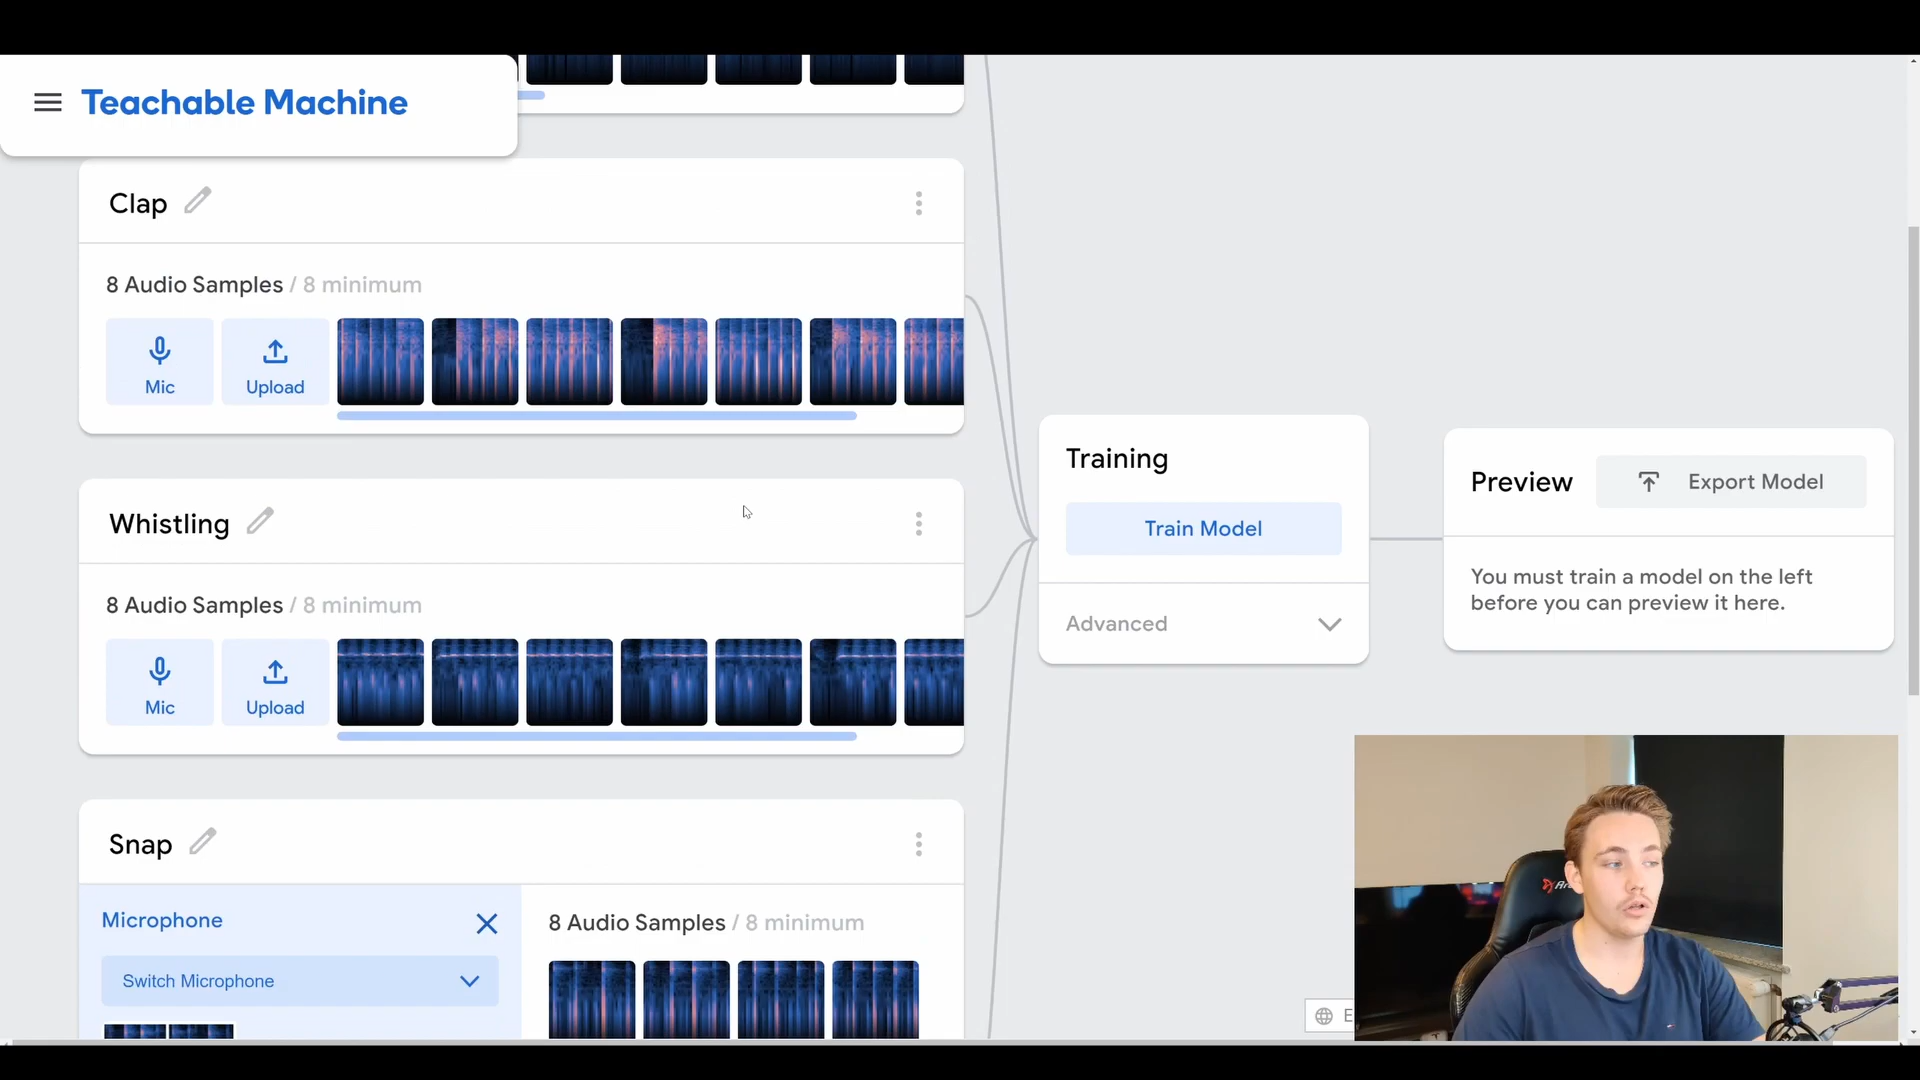 Teachable Machine
Clap
8 Audio Samples / 8 minimum
Mic
Upload
Whistling
8 Audio Samples / 8 minimum
Mic
Upload
Snap
Microphone
Switch Microphone
8 Audio Samples / 8 minimum
Training
Train Model
Advanced
Preview
Export Model
You must train a model on the left
before you can preview it here.